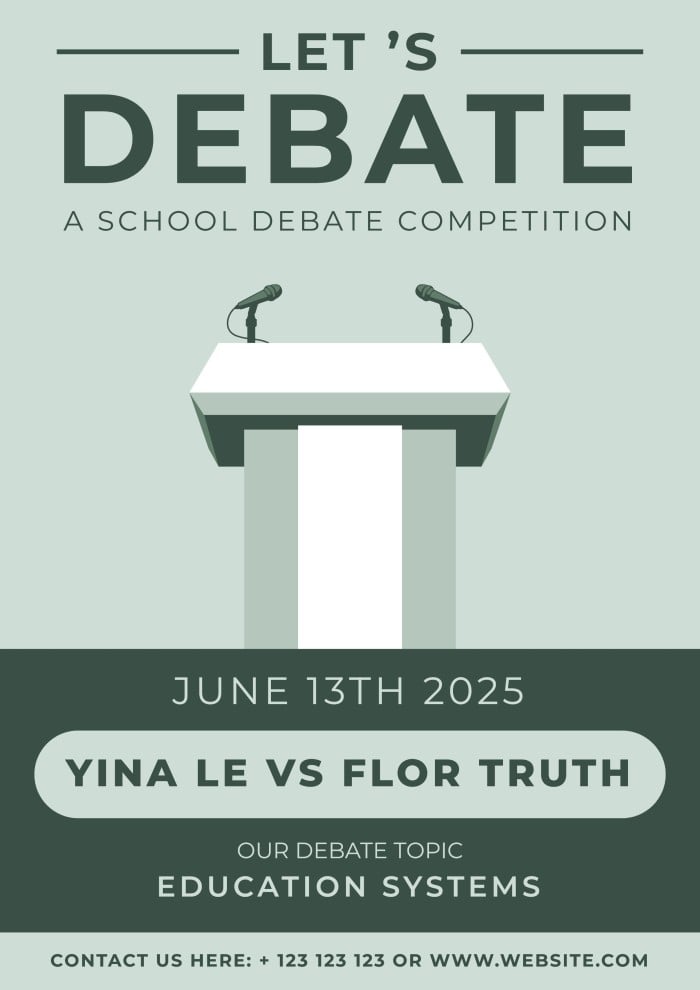 LET 'S
DEBATE
A SCHOOL DEBATE COMPETITION
JUNE 13TH 2025
YINA LE VS FLOR TRUTH
OUR DEBATE TOPIC
EDUCATION SYSTEMS
CONTACT US HERE: + 123 123 123 OR WWW.WEBSITE.COM